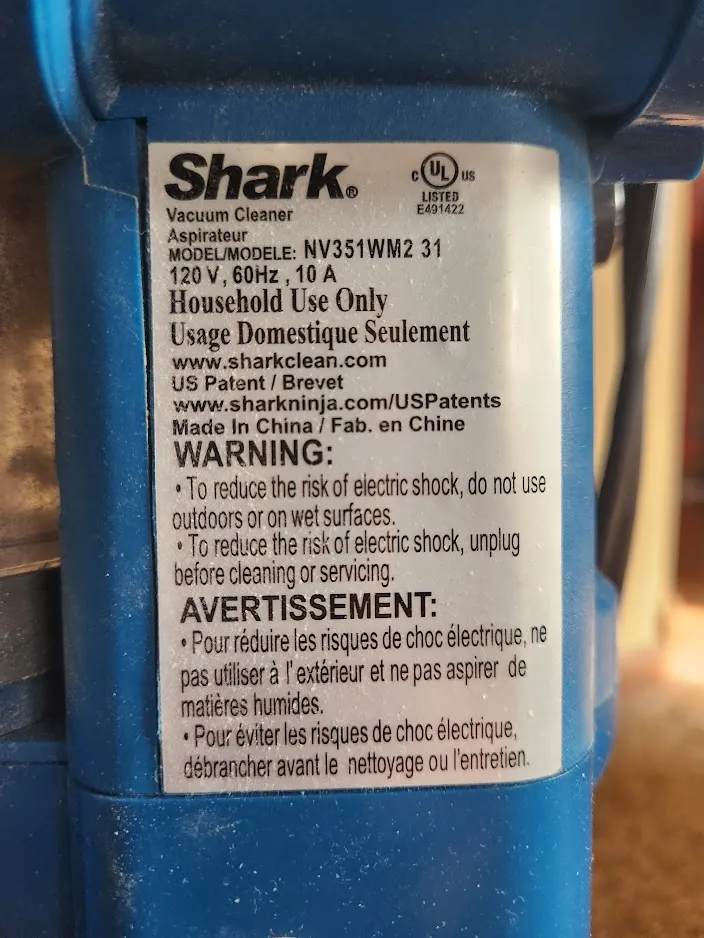 Shark®
c UL us
LISTED
E491422
Vacuum Cleaner
Aspirateur
MODEL/MODELE: NV351WM2 31
120 V, 60Hz , 10 A
Household Use Only
Usage Domestique Seulement
www.sharkclean.com
US Patent / Brevet
www.sharkninja.com/USPatents
Made In China / Fab. en Chine
WARNING:
• To reduce the risk of electric shock, do not use
outdoors or on wet surfaces.
• To reduce the risk of electric shock, unplug
before cleaning or servicing.
AVERTISSEMENT:
• Pour réduire les risques de choc électrique, ne
pas utiliser à l'extérieur et ne pas aspirer de
matières humides.
• Pour éviter les risques de choc électrique,
débrancher avant le nettoyage ou l'entretien.